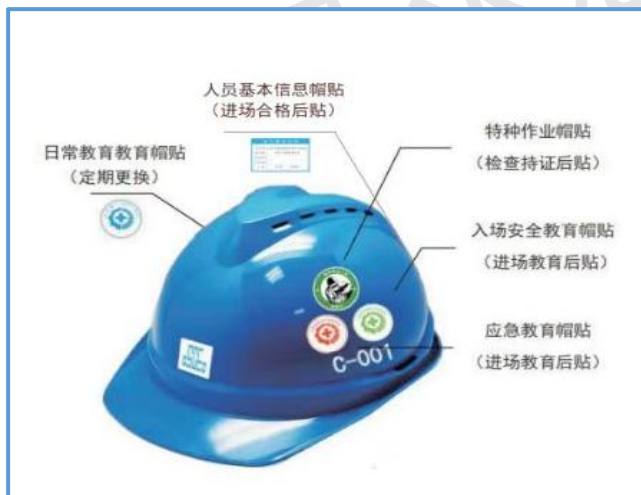 人员基本信息帽贴
（进场合格后贴）
特种作业帽贴
（检查持证后贴）
日常教育教育帽贴
（定期更换）
入场安全教育帽贴
（进场教育后贴）
应急教育帽贴
（进场教育后贴）
C-001